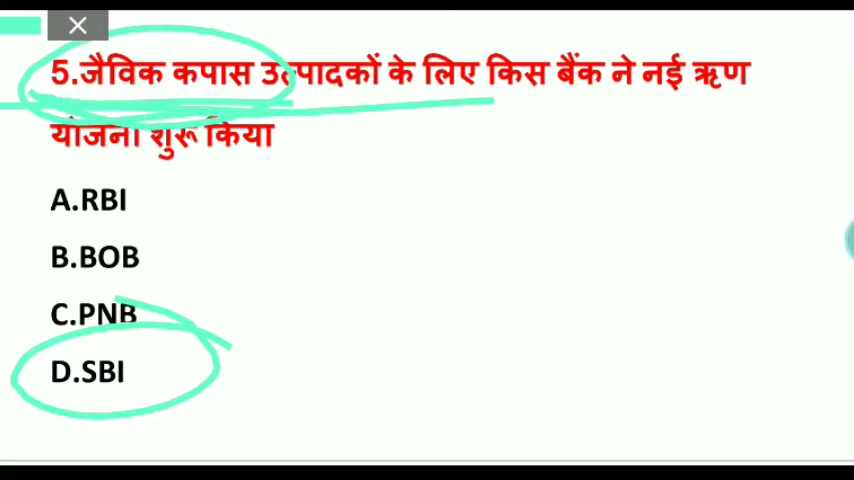 5.जैविक कपास उत्पादकों के लिए किस बैंक ने नई ऋण
योजना शुरू किया
A.RBI
B.BOB
C.PNB
D.SBI